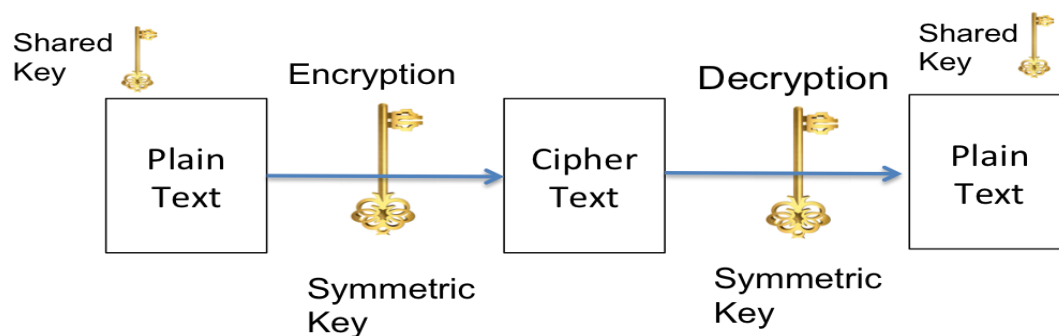 Shared
Key
Encryption
Decryption
Shared
Key
Plain
Text
Cipher
Text
Plain
Text
Symmetric
Key
Symmetric
Key